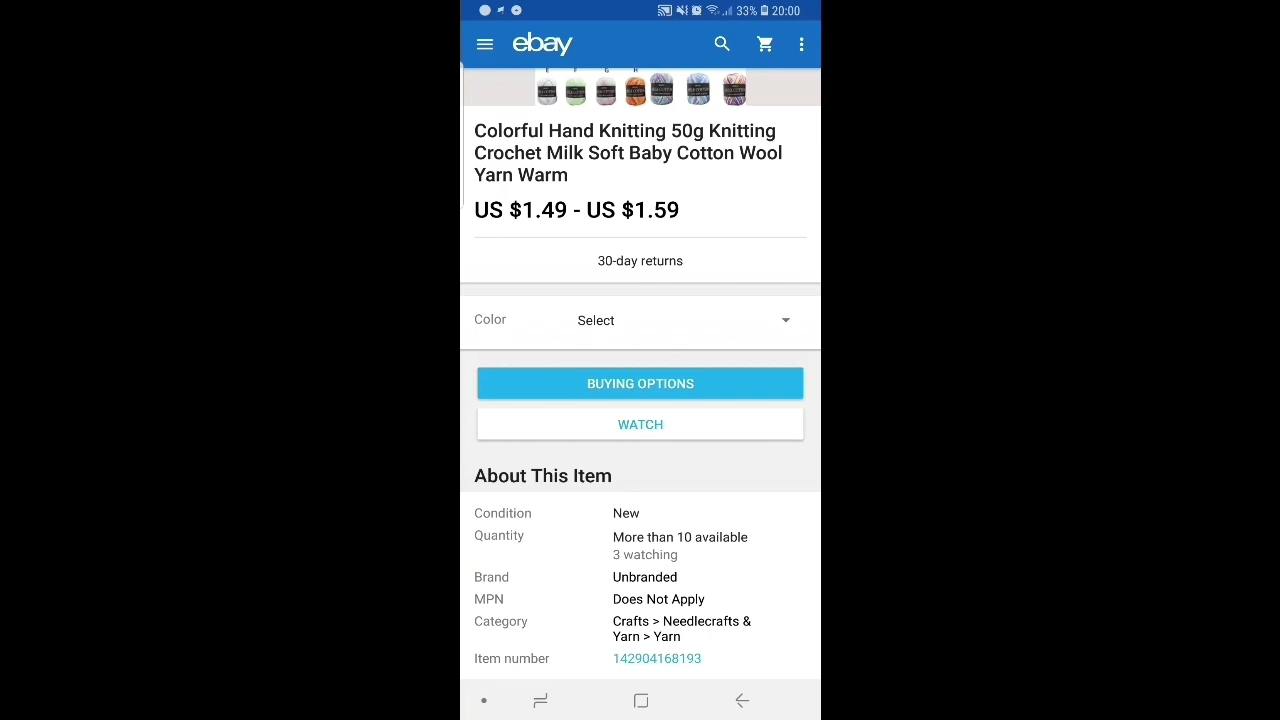 33% 20:00
ebay
E F G H
Colorful Hand Knitting 50g Knitting
Crochet Milk Soft Baby Cotton Wool
Yarn Warm
US $1.49 - US $1.59
30-day returns
Color Select
BUYING OPTIONS
WATCH
About This Item
Condition New
Quantity More than 10 available
3 watching
Brand Unbranded
MPN Does Not Apply
Category Crafts > Needlecrafts &
Yarn > Yarn
Item number 142904168193